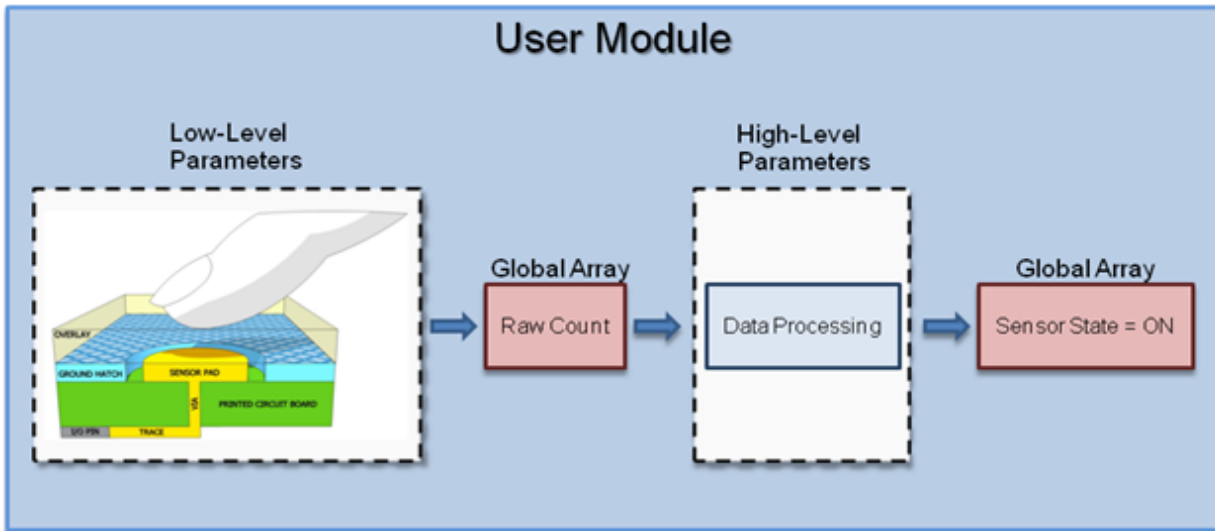 User Module
Low-Level
Parameters
High-Level
Parameters
OVERLAY
GROUND HATCH
SENSOR PAD
VIA
PRINTED CIRCUIT BOARD
I/O PIN
TRACE
Global Array
Raw Count
Data Processing
Global Array
Sensor State = ON